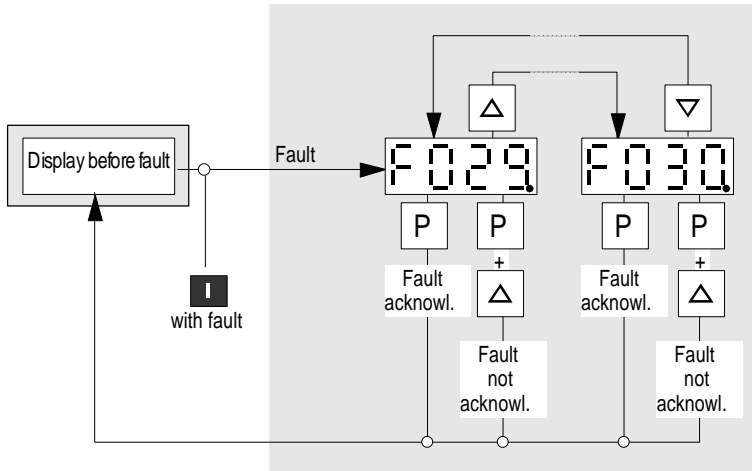 Display before fault
Fault
F029.
F030.
P
P
P
P
+
+
Fault
acknowl.
Fault
acknowl.
I
with fault
Fault
not
acknowl.
Fault
not
acknowl.